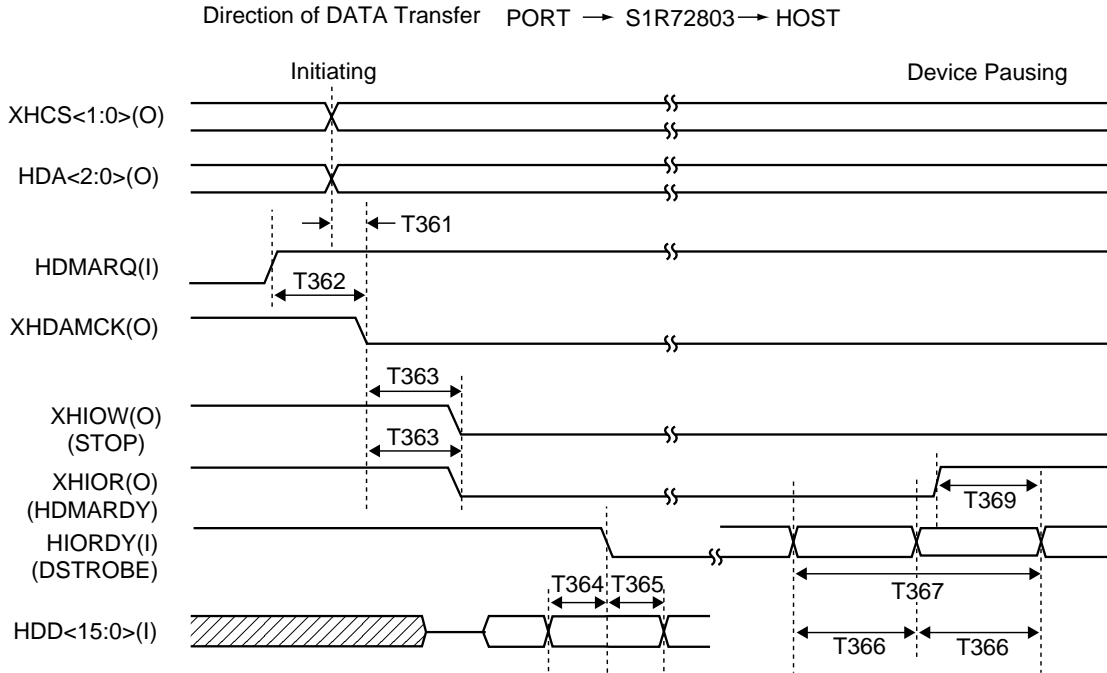 Direction of DATA Transfer PORT → S1R72803 → HOST
Initiating
Device Pausing
XHCS<1:0>(O)
HDA<2:0>(O)
T361
HDMARQ(I)
T362
XHDAMCK(O)
T363
XHIOW(O)
(STOP)
T363
XHIOR(O)
(HDMARDY)
T369
HIORDY(I)
(DSTROBE)
T364
T365
T367
HDD<15:0>(I)
T366
T366